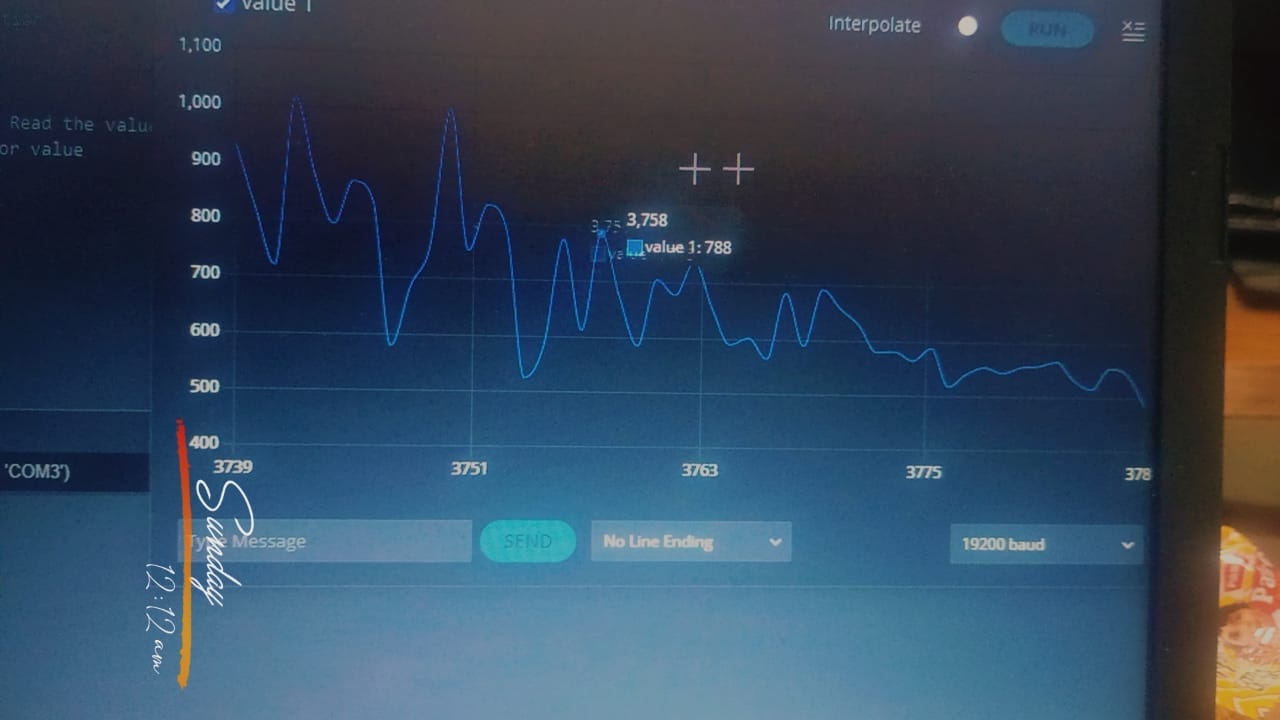 value 1
Interpolate
RUN
1,100
1,000
900
800
700
600
500
400
Read the valu
or value
3,758
value 1: 788
3739
3751
3763
3775
378
'COM3')
Type Message
SEND
No Line Ending
19200 baud
Sunday
12:12 am